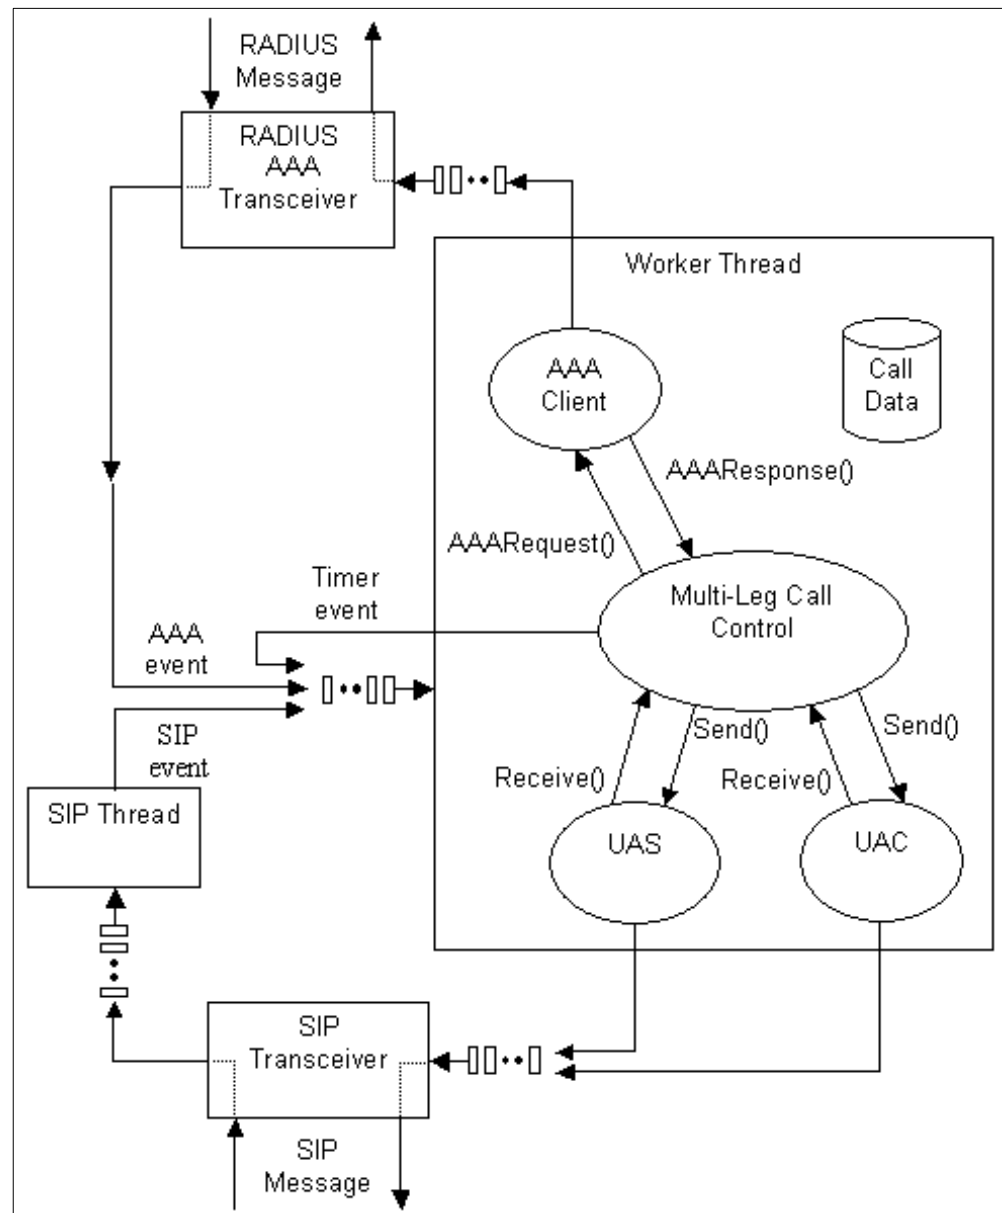 RADIUS
Message
RADIUS
AAA
Transceiver
Worker Thread
AAA
Client
Call
Data
AAAResponse()
AAARequest()
Timer
event
Multi-Leg Call
Control
AAA
event
SIP
event
Send()
Send()
Receive()
Receive()
SIP Thread
UAS
UAC
SIP
Transceiver
SIP
Message